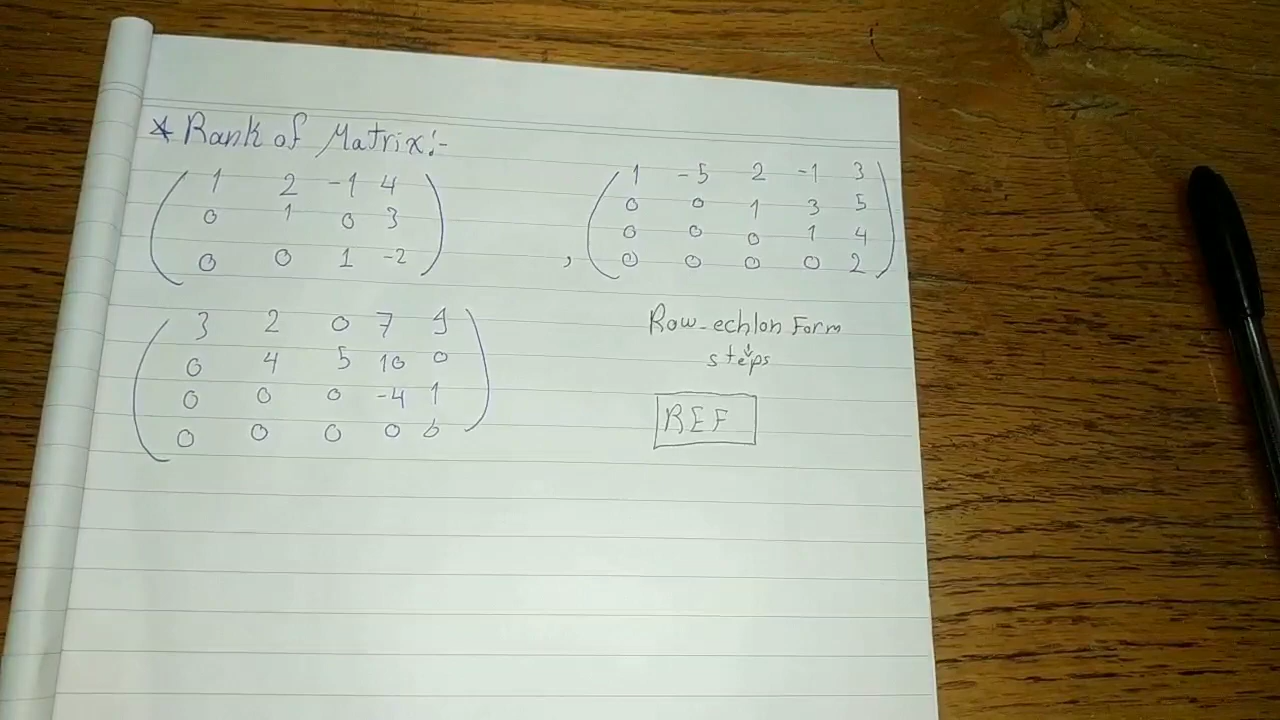 * Rank of Matrix:-
1 2 -1 4
0 1 0 3
0 0 1 -2
,
1 -5 2 -1 3
0 0 1 3 5
0 0 0 1 4
0 0 0 0 2
3 2 0 7 9
0 4 5 10 0
0 0 0 -4 1
0 0 0 0
Row-echlon Form
steps
REF